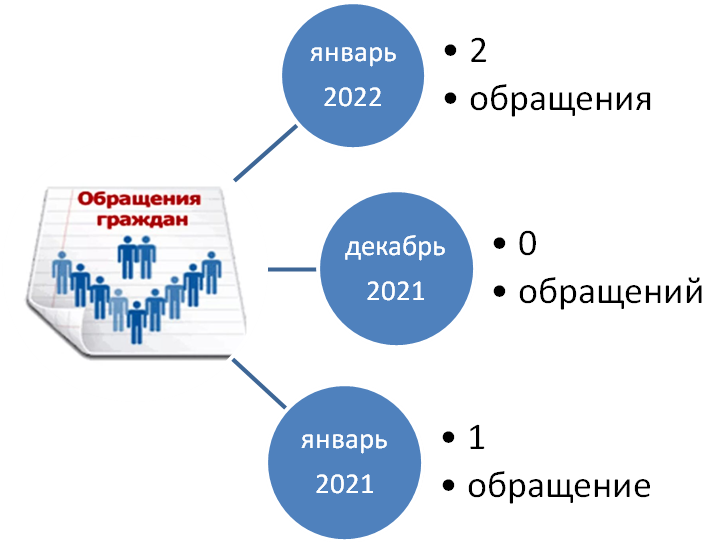 январь
2022
• 2
• обращения
Обращения
граждан
декабрь
2021
• 0
• обращений
январь
2021
• 1
• обращение